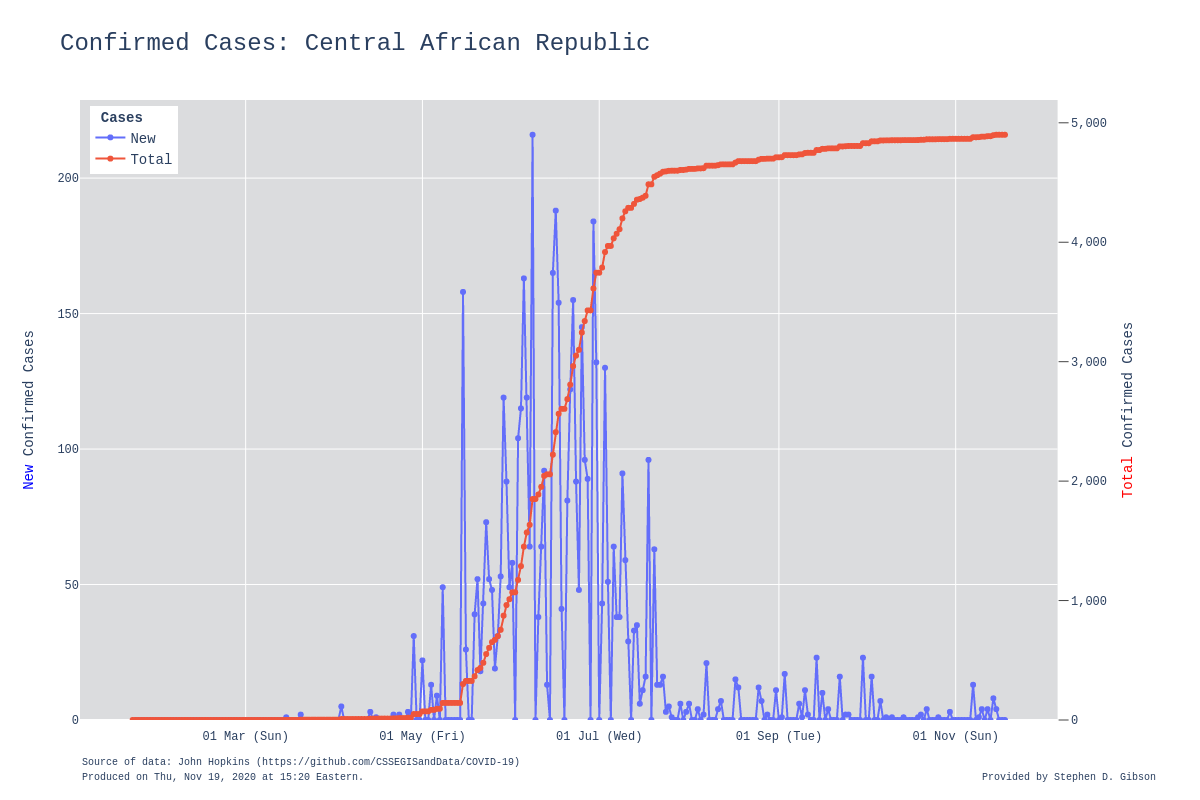 Confirmed Cases: Central African Republic
Cases
New
Total
200
150
100
50
0
5,000
4,000
3,000
2,000
1,000
0
New Confirmed Cases
Total Confirmed Cases
01 Mar (Sun)
01 May (Fri)
01 Jul (Wed)
01 Sep (Tue)
01 Nov (Sun)
Source of data: John Hopkins (https://github.com/CSSEGISandData/COVID-19)
Produced on Thu, Nov 19, 2020 at 15:20 Eastern.
Provided by Stephen D. Gibson